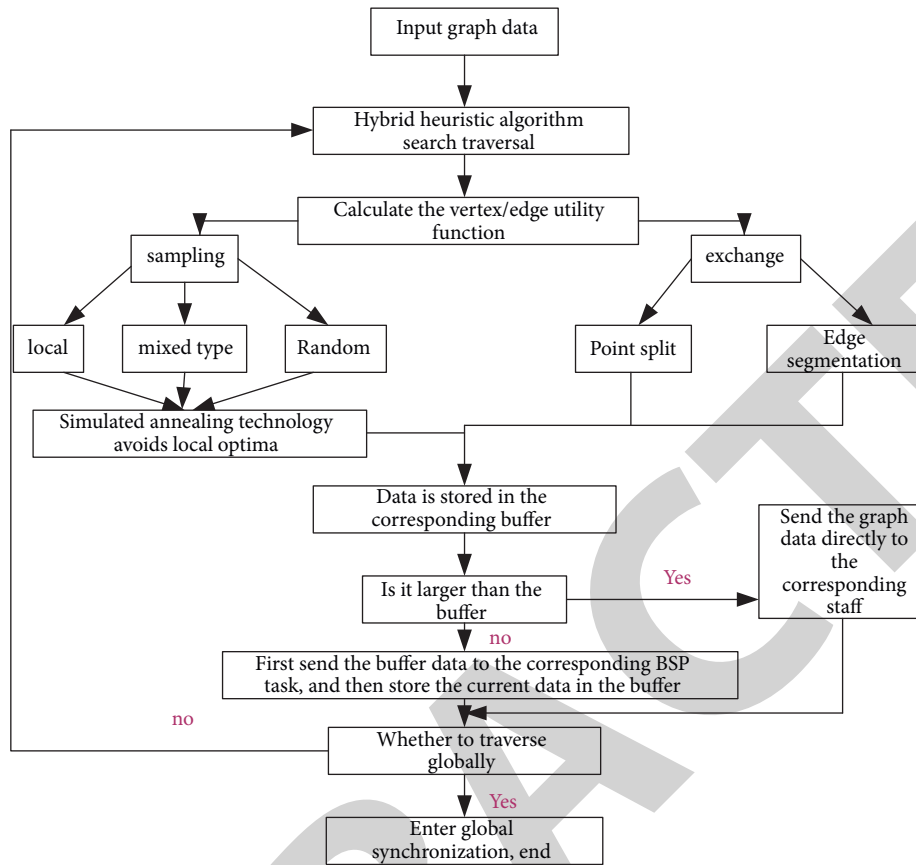 Input graph data
Hybrid heuristic algorithm
search traversal
Calculate the vertex/edge utility
function
sampling
exchange
local
mixed type
Random
Point split
Edge
segmentation
Simulated annealing technology
avoids local optima
Data is stored in the
corresponding buffer
Send the graph
data directly to
the
corresponding
staff
Is it larger than the
buffer
Yes
no
First send the buffer data to the corresponding BSP
task, and then store the current data in the buffer
no
Whether to traverse
globally
Yes
Enter global
synchronization, end